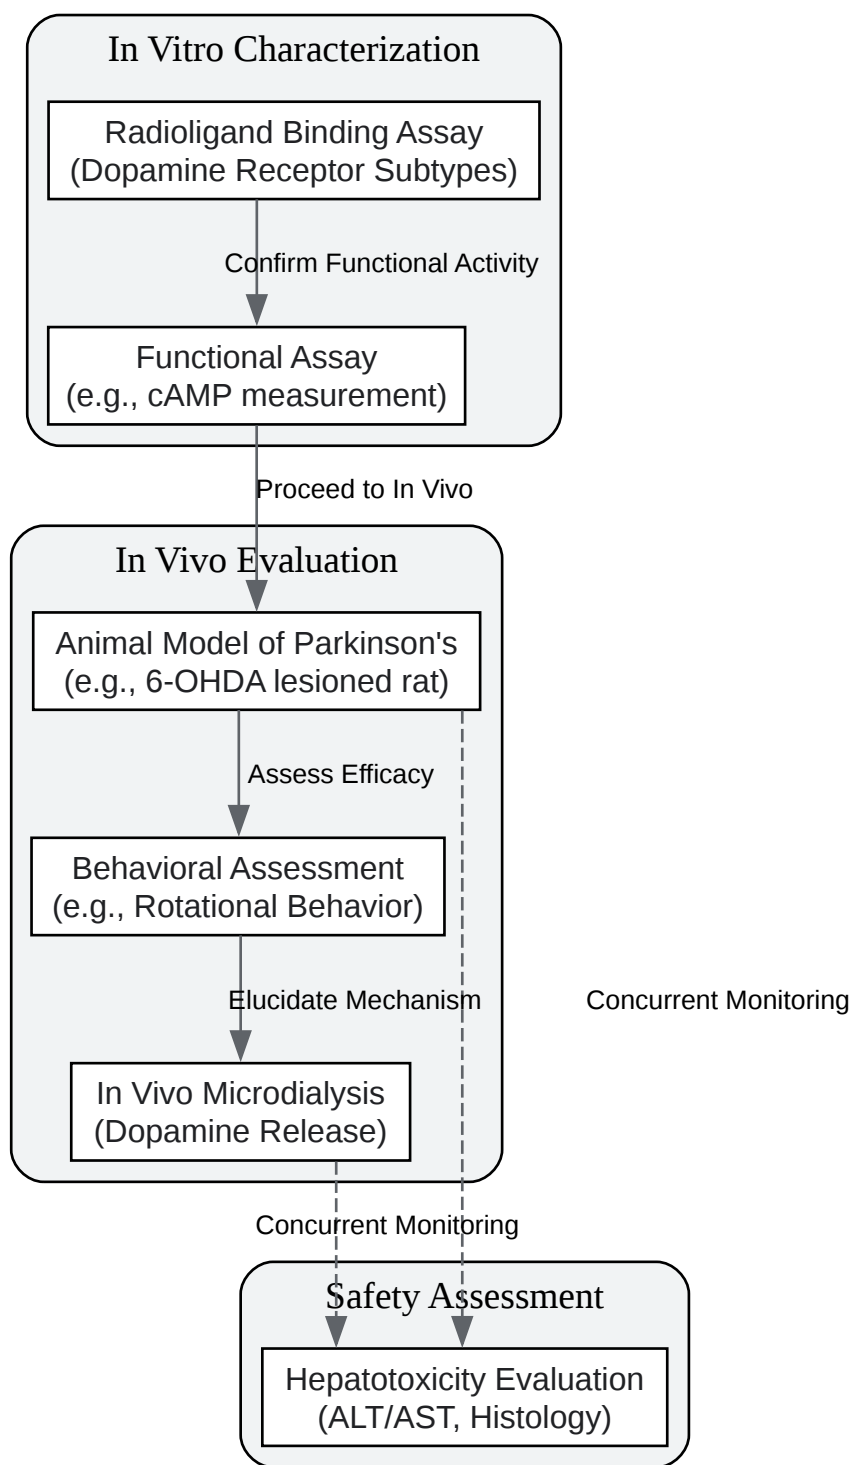 In Vitro Characterization
Radioligand Binding Assay
(Dopamine Receptor Subtypes)
Confirm Functional Activity
Functional Assay
(e.g., cAMP measurement)
Proceed to In Vivo
In Vivo Evaluation
Animal Model of Parkinson's
(e.g., 6-OHDA lesioned rat)
Assess Efficacy
Behavioral Assessment
(e.g., Rotational Behavior)
Elucidate Mechanism
Concurrent Monitoring
In Vivo Microdialysis
(Dopamine Release)
Concurrent Monitoring
Safety Assessment
Hepatotoxicity Evaluation
(ALT/AST, Histology)